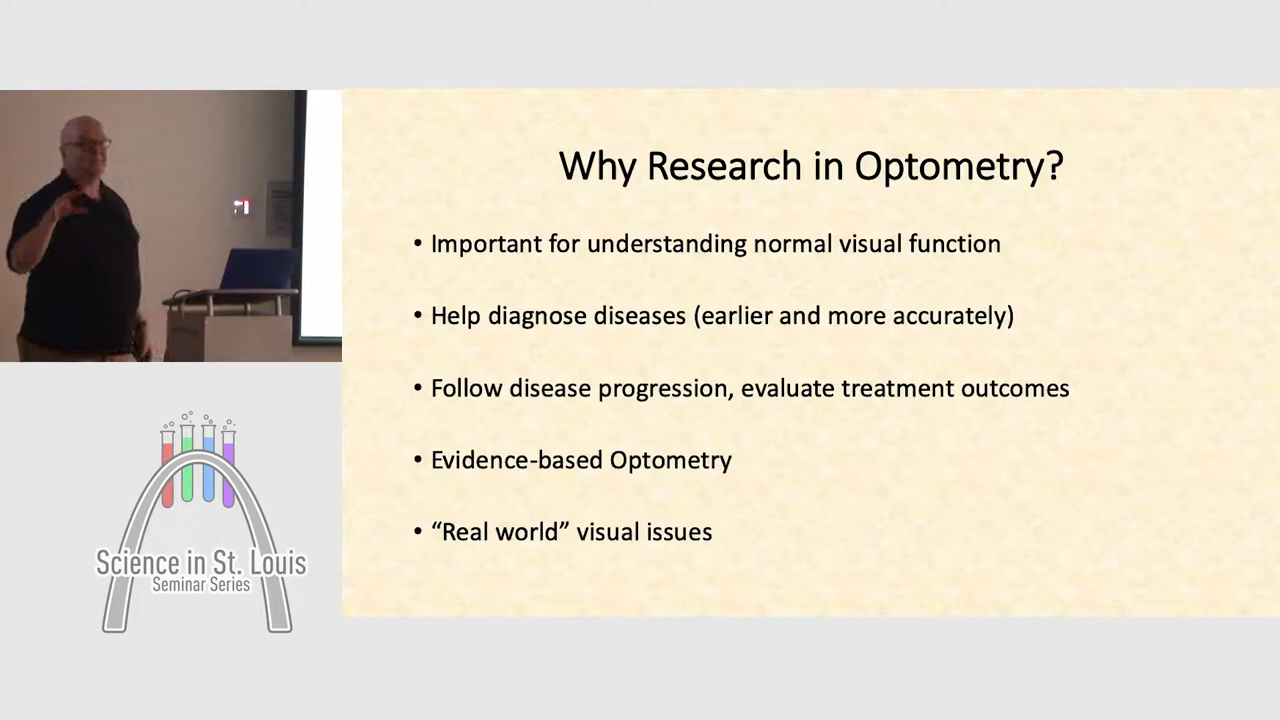 Why Research in Optometry?
• Important for understanding normal visual function
• Help diagnose diseases (earlier and more accurately)
• Follow disease progression, evaluate treatment outcomes
• Evidence-based Optometry
• “Real world” visual issues
Science in St. Louis
Seminar Series